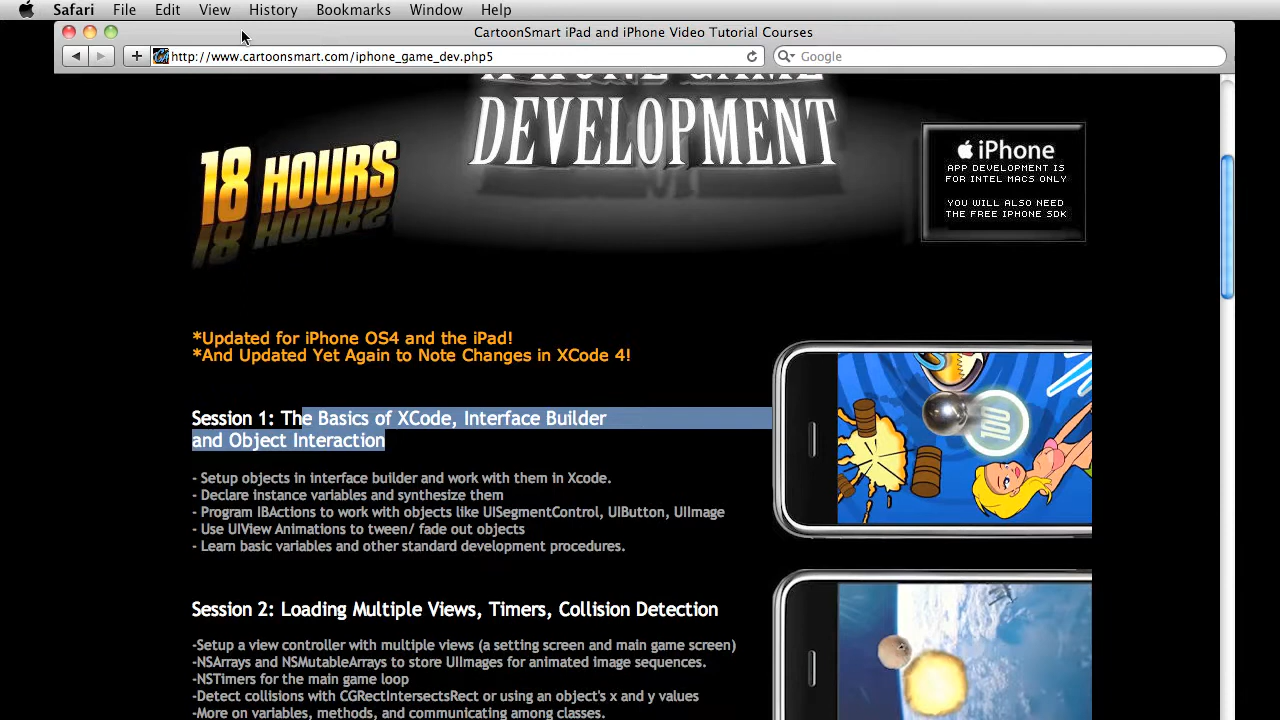 Safari File Edit View History Bookmarks Window Help
CartoonSmart iPad and iPhone Video Tutorial Courses
http://www.cartoonsmart.com/iphone_game_dev.php5
Google
IPHONE GAME
DEVELOPMENT
18 HOURS
iPhone
APP DEVELOPMENT IS
FOR INTEL MACS ONLY
YOU WILL ALSO NEED
THE FREE IPHONE SDK
*Updated for iPhone OS4 and the iPad!
*And Updated Yet Again to Note Changes in XCode 4!
Session 1: The Basics of XCode, Interface Builder
and Object Interaction
- Setup objects in interface builder and work with them in Xcode.
- Declare instance variables and synthesize them
- Program IBActions to work with objects like UISegmentControl, UIButton, UIImage
- Use UIView Animations to tween/ fade out objects
- Learn basic variables and other standard development procedures.
100
Session 2: Loading Multiple Views, Timers, Collision Detection
-Setup a view controller with multiple views (a setting screen and main game screen)
-NSArrays and NSMutableArrays to store UIImages for animated image sequences.
-NSTimers for the main game loop
-Detect collisions with CGRectIntersectsRect or using an object's x and y values
-More on variables, methods, and communicating among classes.